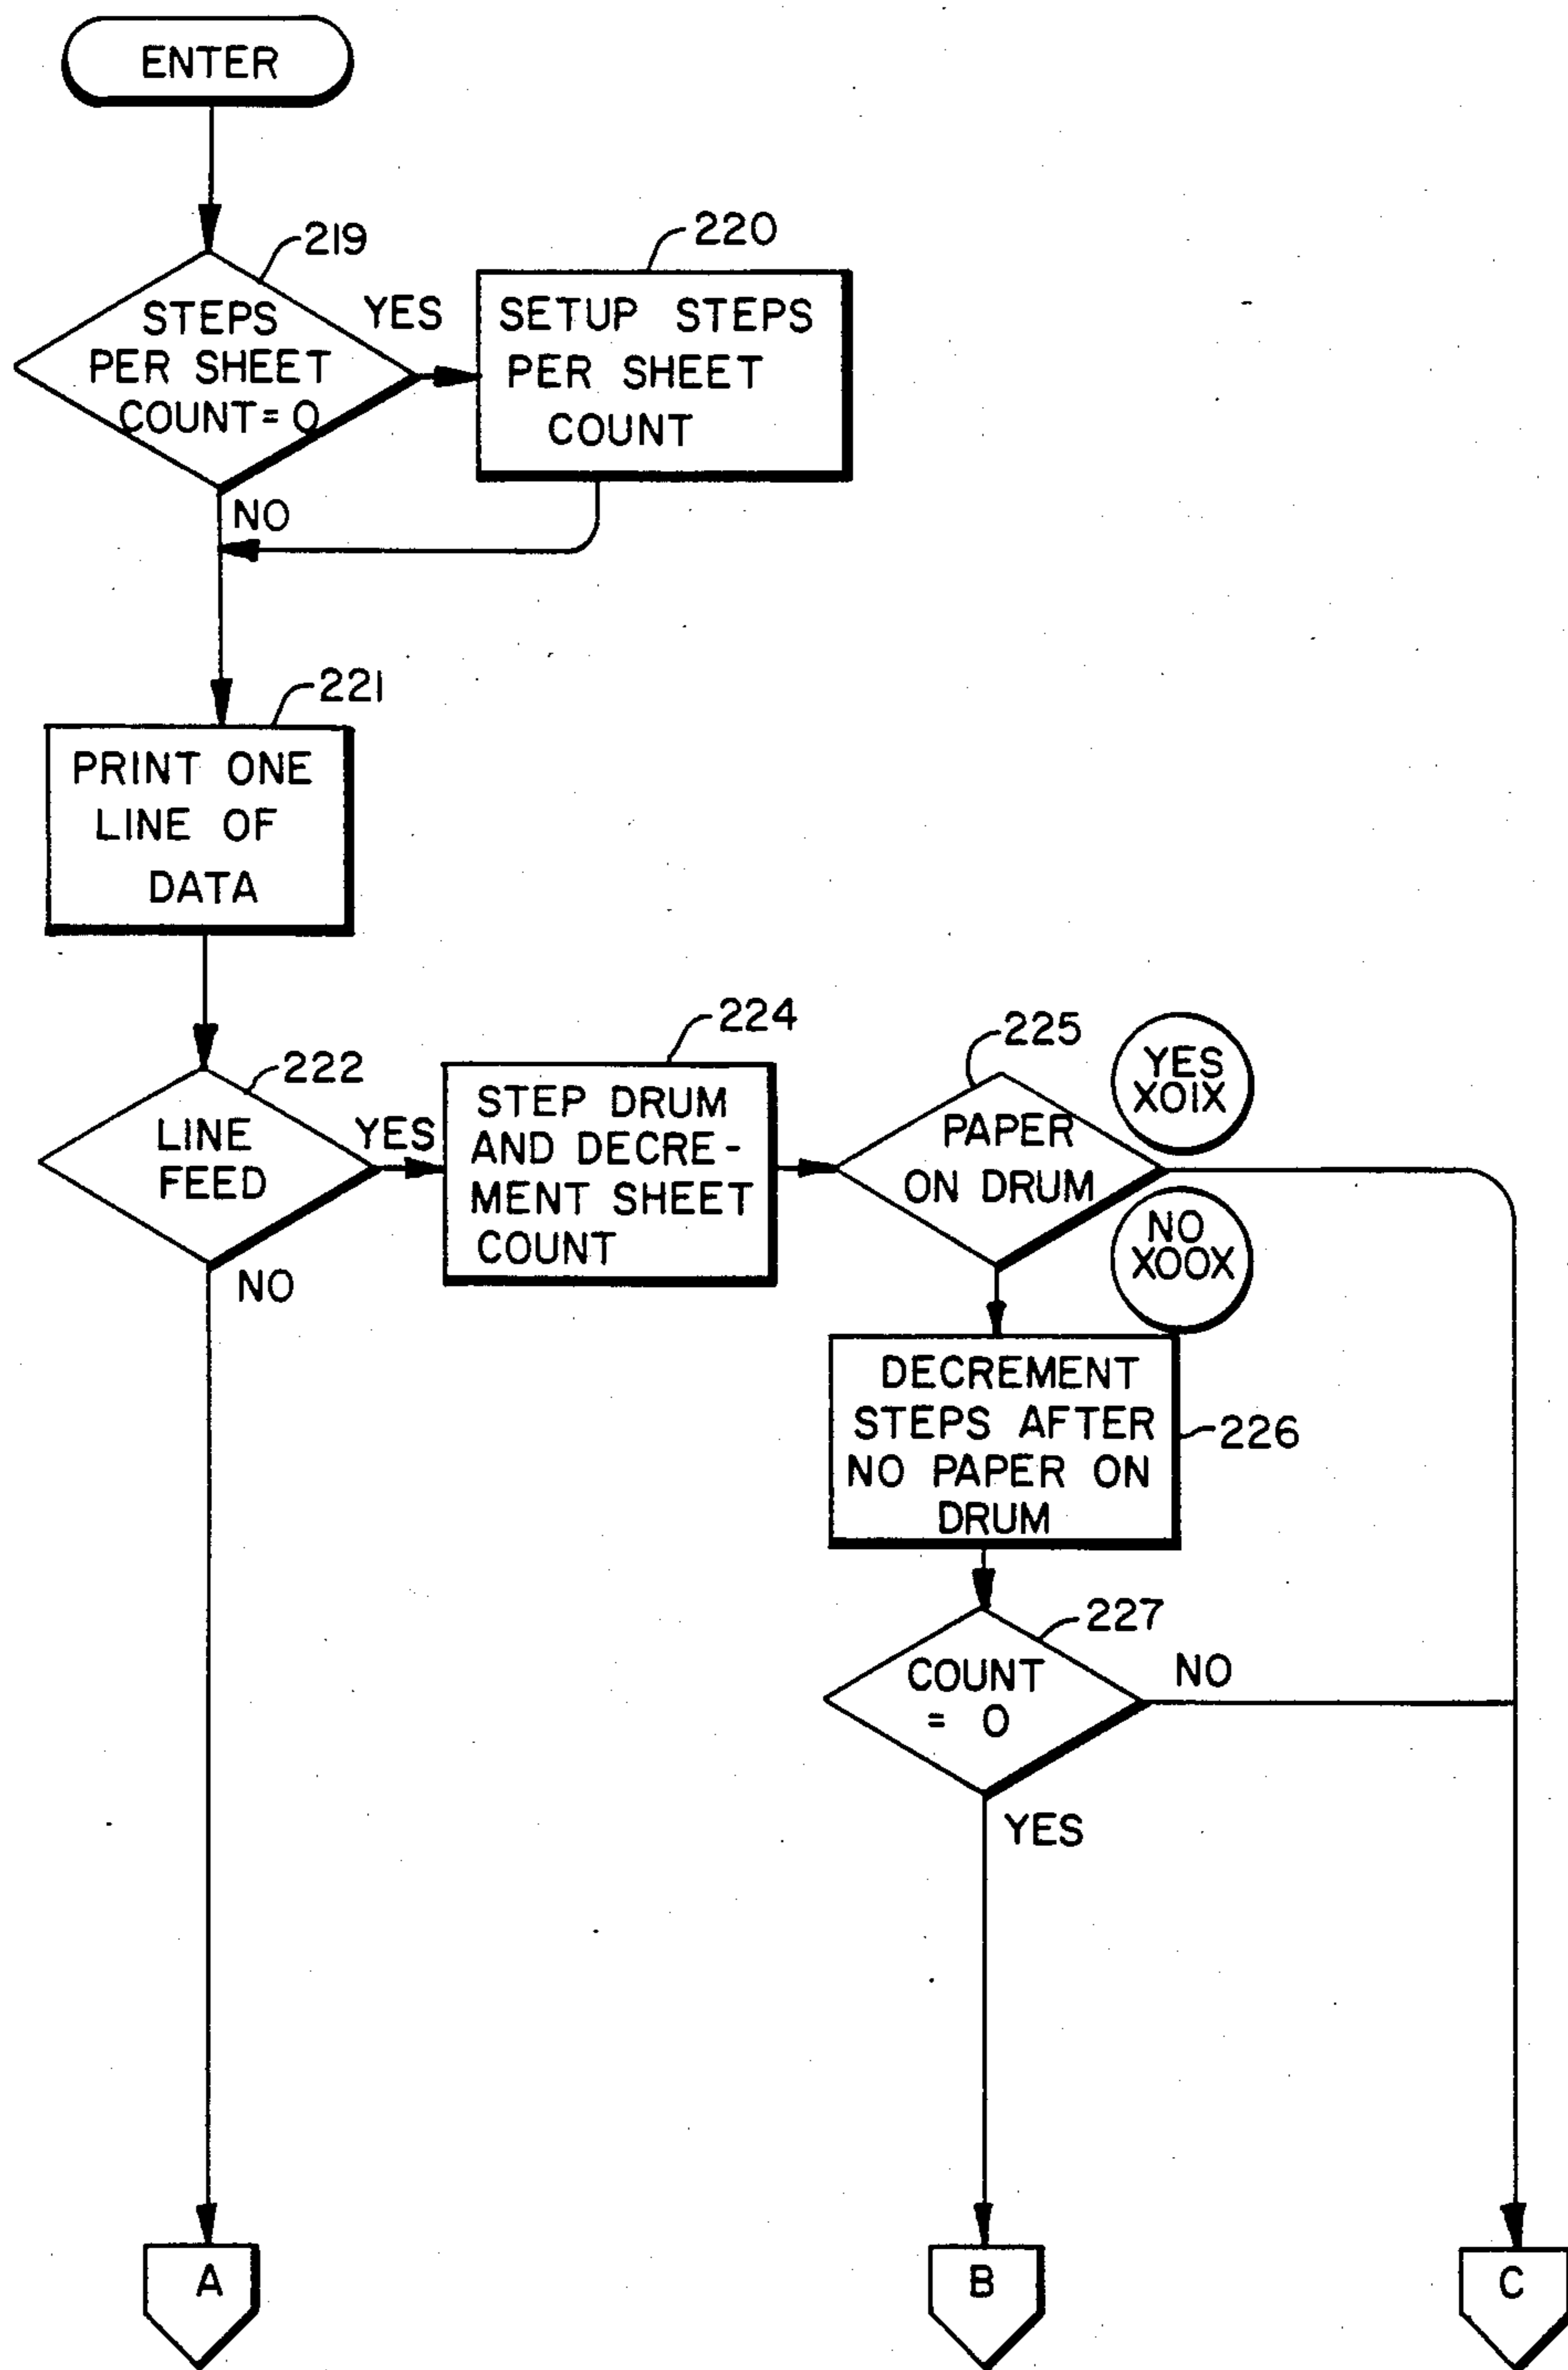 ENTER
219
STEPS
PER SHEET
COUNT = 0
YES
220
SETUP STEPS
PER SHEET
COUNT
NO
221
PRINT ONE
LINE OF
DATA
222
LINE
FEED
YES
224
STEP DRUM
AND DECRE-
MENT SHEET
COUNT
225
PAPER
ON DRUM
YES
X01X
NO
X00X
NO
DECREMENT
STEPS AFTER
NO PAPER ON
DRUM
226
227
COUNT
= 0
NO
YES
A
B
C